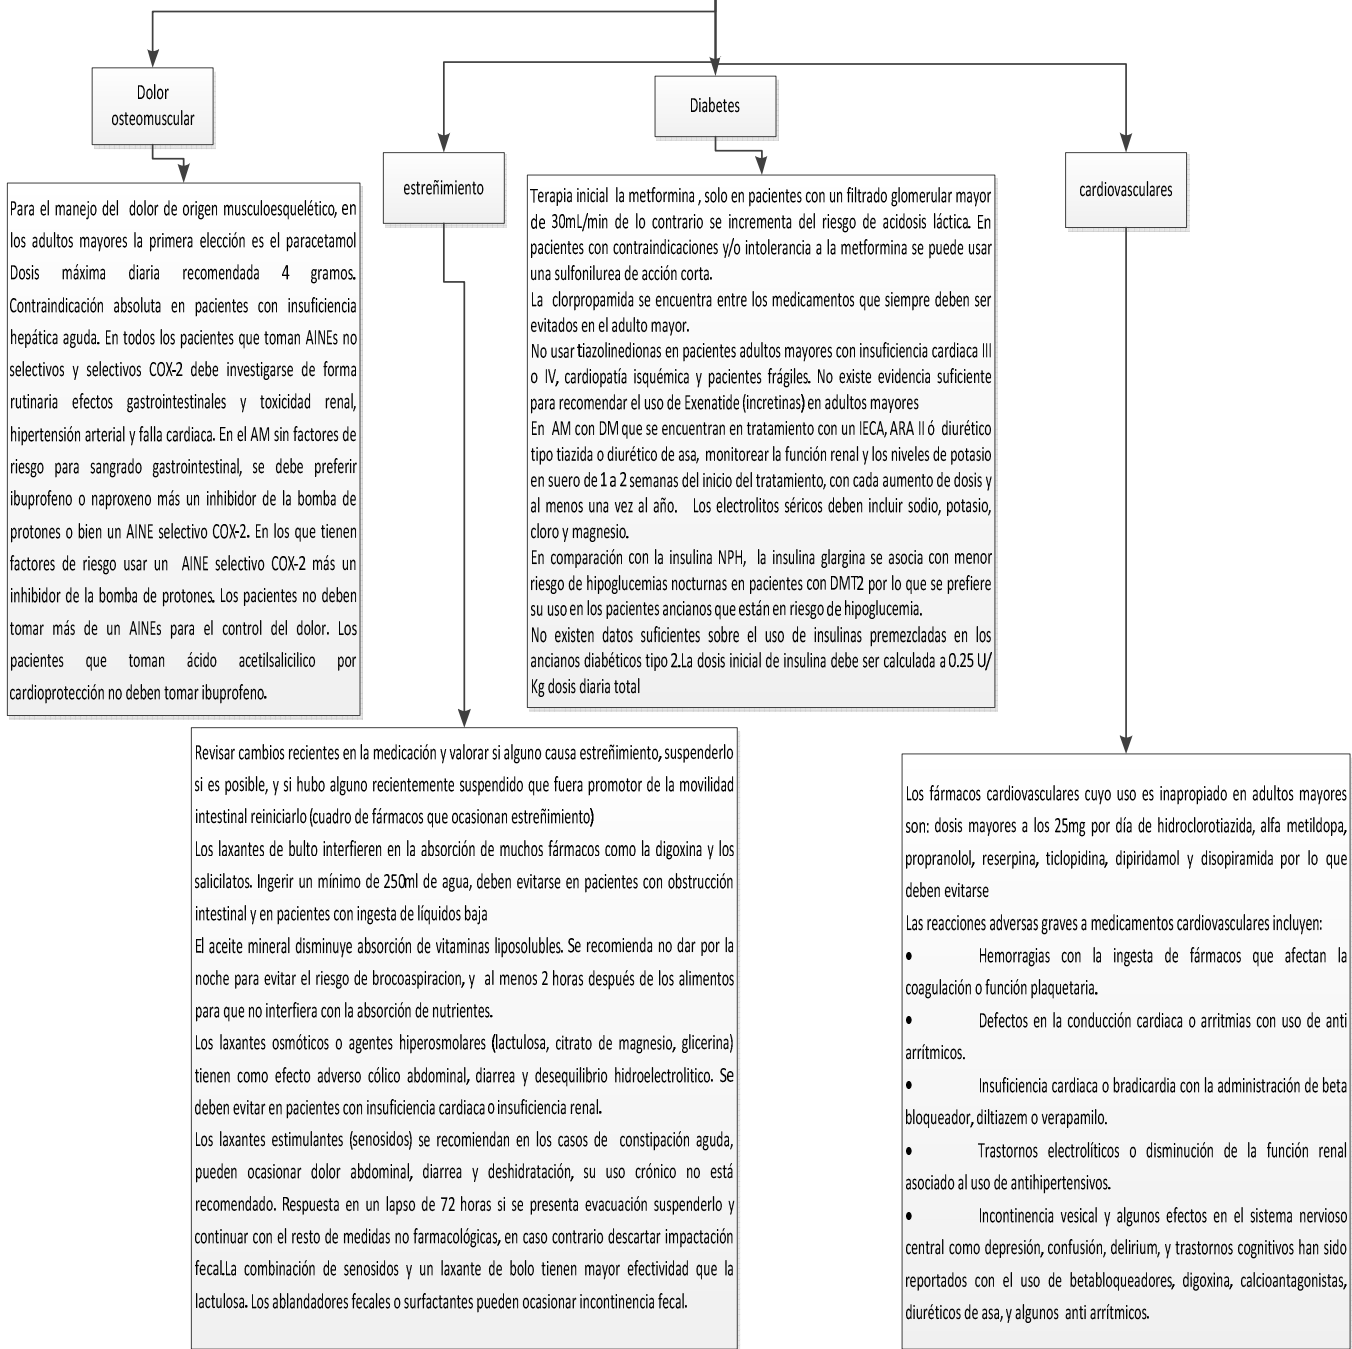 Dolor
osteomuscular
Para el manejo del dolor de origen musculoesquelético, en
los adultos mayores la primera elección es el paracetamol
Dosis máxima diaria recomendada 4 gramos.
Contraindicación absoluta en pacientes con insuficiencia
hepática aguda. En todos los pacientes que toman AINEs no
selectivos y selectivos COX-2 debe investigarse de forma
rutinaria efectos gastrointestinales y toxicidad renal,
hipertensión arterial y falla cardiaca. En el AM sin factores de
riesgo para sangrado gastrointestinal, se debe preferir
ibuprofeno o naproxeno más un inhibidor de la bomba de
protones o bien un AINE selectivo COX-2. En los que tienen
factores de riesgo usar un AINE selectivo COX-2 más un
inhibidor de la bomba de protones. Los pacientes no deben
tomar más de un AINEs para el control del dolor. Los
pacientes que toman ácido acetilsalicilico por
cardioprotección no deben tomar ibuprofeno.
estreñimiento
Revisar cambios recientes en la medicación y valorar si alguno causa estreñimiento, suspenderlo
si es posible, y si hubo alguno recientemente suspendido que fuera promotor de la movilidad
intestinal reiniciarlo (cuadro de fármacos que ocasionan estreñimiento)
Los laxantes de bulto interfieren en la absorción de muchos fármacos como la digoxina y los
salicilatos. Ingerir un mínimo de 250ml de agua, deben evitarse en pacientes con obstrucción
intestinal y en pacientes con ingesta de líquidos baja
El aceite mineral disminuye absorción de vitaminas liposolubles. Se recomienda no dar por la
noche para evitar el riesgo de brocoaspiracion, y al menos 2 horas después de los alimentos
para que no interfiera con la absorción de nutrientes.
Los laxantes osmóticos o agentes hiperosmolares (lactulosa, citrato de magnesio, glicerina)
tienen como efecto adverso cólico abdominal, diarrea y desequilibrio hidroelectrolitico. Se
deben evitar en pacientes con insuficiencia cardiaca o insuficiencia renal.
Los laxantes estimulantes (senosidos) se recomiendan en los casos de constipación aguda,
pueden ocasionar dolor abdominal, diarrea y deshidratación, su uso crónico no está
recomendado. Respuesta en un lapso de 72 horas si se presenta evacuación suspenderlo y
continuar con el resto de medidas no farmacológicas, en caso contrario descartar impactación
fecal.La combinación de senosidos y un laxante de bolo tienen mayor efectividad que la
lactulosa. Los ablandadores fecales o surfactantes pueden ocasionar incontinencia fecal.
Diabetes
Terapia inicial la metformina , solo en pacientes con un filtrado glomerular mayor
de 30mL/min de lo contrario se incrementa del riesgo de acidosis láctica. En
pacientes con contraindicaciones y/o intolerancia a la metformina se puede usar
una sulfonilurea de acción corta.
La clorpropamida se encuentra entre los medicamentos que siempre deben ser
evitados en el adulto mayor.
No usar tiazolinedionas en pacientes adultos mayores con insuficiencia cardiaca III
o IV, cardiopatía isquémica y pacientes frágiles. No existe evidencia suficiente
para recomendar el uso de Exenatide (incretinas) en adultos mayores
En AM con DM que se encuentran en tratamiento con un IECA, ARA II ó diurético
tipo tiazida o diurético de asa, monitorear la función renal y los niveles de potasio
en suero de 1 a 2 semanas del inicio del tratamiento, con cada aumento de dosis y
al menos una vez al año. Los electrolitos séricos deben incluir sodio, potasio,
cloro y magnesio.
En comparación con la insulina NPH, la insulina glargina se asocia con menor
riesgo de hipoglucemias nocturnas en pacientes con DMT2 por lo que se prefiere
su uso en los pacientes ancianos que están en riesgo de hipoglucemia.
No existen datos suficientes sobre el uso de insulinas premezcladas en los
ancianos diabéticos tipo 2.La dosis inicial de insulina debe ser calculada a 0.25 U/
Kg dosis diaria total
cardiovasculares
Los fármacos cardiovasculares cuyo uso es inapropiado en adultos mayores
son: dosis mayores a los 25mg por día de hidroclorotiazida, alfa metildopa,
propranolol, reserpina, ticlopidina, dipiridamol y disopiramida por lo que
deben evitarse
Las reacciones adversas graves a medicamentos cardiovasculares incluyen:
• Hemorragias con la ingesta de fármacos que afectan la
coagulación o función plaquetaria.
• Defectos en la conducción cardiaca o arritmias con uso de anti
arrítmicos.
• Insuficiencia cardiaca o bradicardia con la administración de beta
bloqueador, diltiazem o verapamilo.
• Trastornos electrolíticos o disminución de la función renal
asociado al uso de antihipertensivos.
• Incontinencia vesical y algunos efectos en el sistema nervioso
central como depresión, confusión, delirium, y trastornos cognitivos han sido
reportados con el uso de betabloqueadores, digoxina, calcioantagonistas,
diuréticos de asa, y algunos anti arrítmicos.